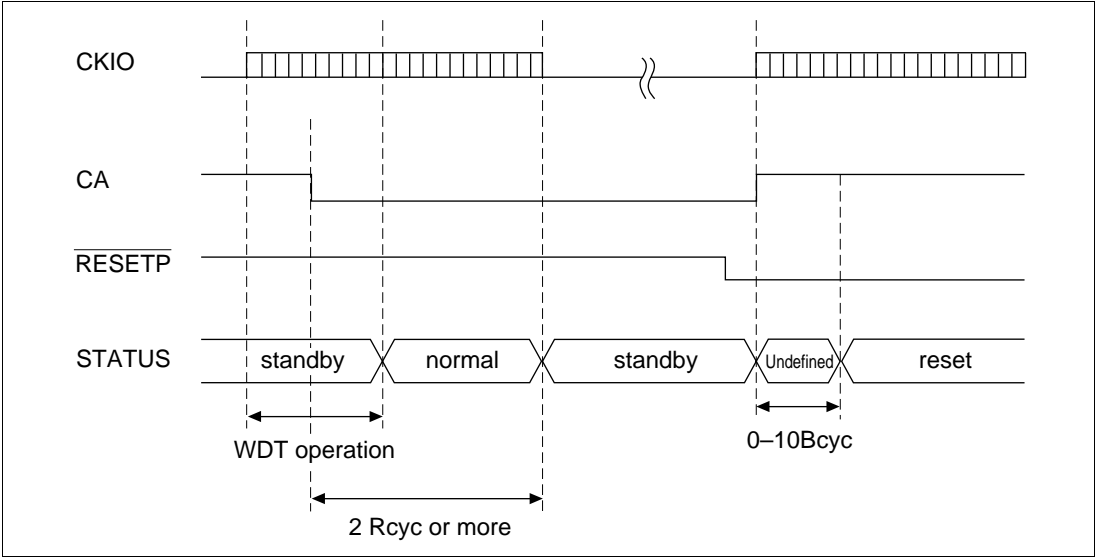 CKIO
CA
RESETP
STATUS
standby normal standby Undefined reset
WDT operation
0–10Bcyc
2 Rcyc or more